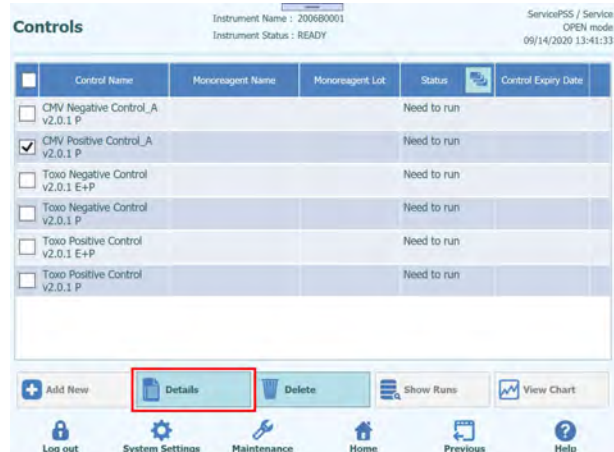 Controls
Instrument Name : 2006B0001
Instrument Status : READY
ServicePSS / Service
OPEN mode
09/14/2020 13:41:33
Control Name Monoreagent Name Monoreagent Lot Status Control Expiry Date
CMV Negative Control_A Need to run
v2.0.1 P
CMV Positive Control_A Need to run
v2.0.1 P
Toxo Negative Control Need to run
v2.0.1 E+P
Toxo Negative Control Need to run
v2.0.1 P
Toxo Positive Control Need to run
v2.0.1 E+P
Toxo Positive Control Need to run
v2.0.1 P
Add New Details Delete Show Runs View Chart
Log out System Settings Maintenance Home Previous Help